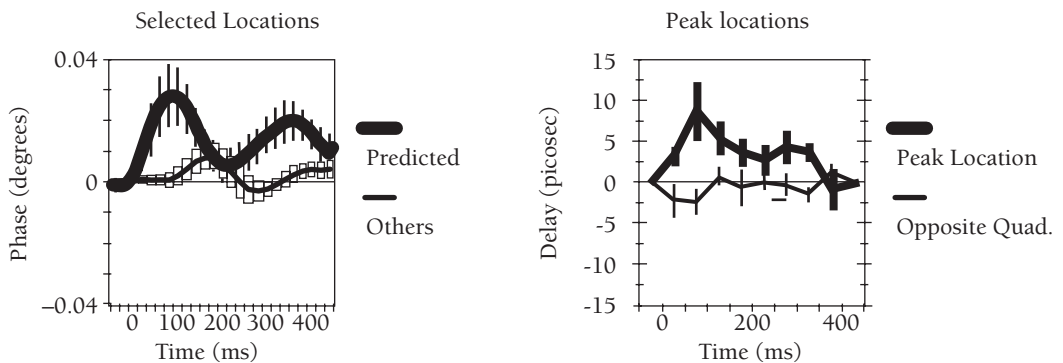 Selected Locations
Phase (degrees)
0.04
0
–0.04
0 100 200 300 400
Time (ms)
Predicted
Others
Peak locations
Delay (picosec)
15
10
5
0
-5
-10
-15
0 200 400
Time (ms)
Peak Location
Opposite Quad.